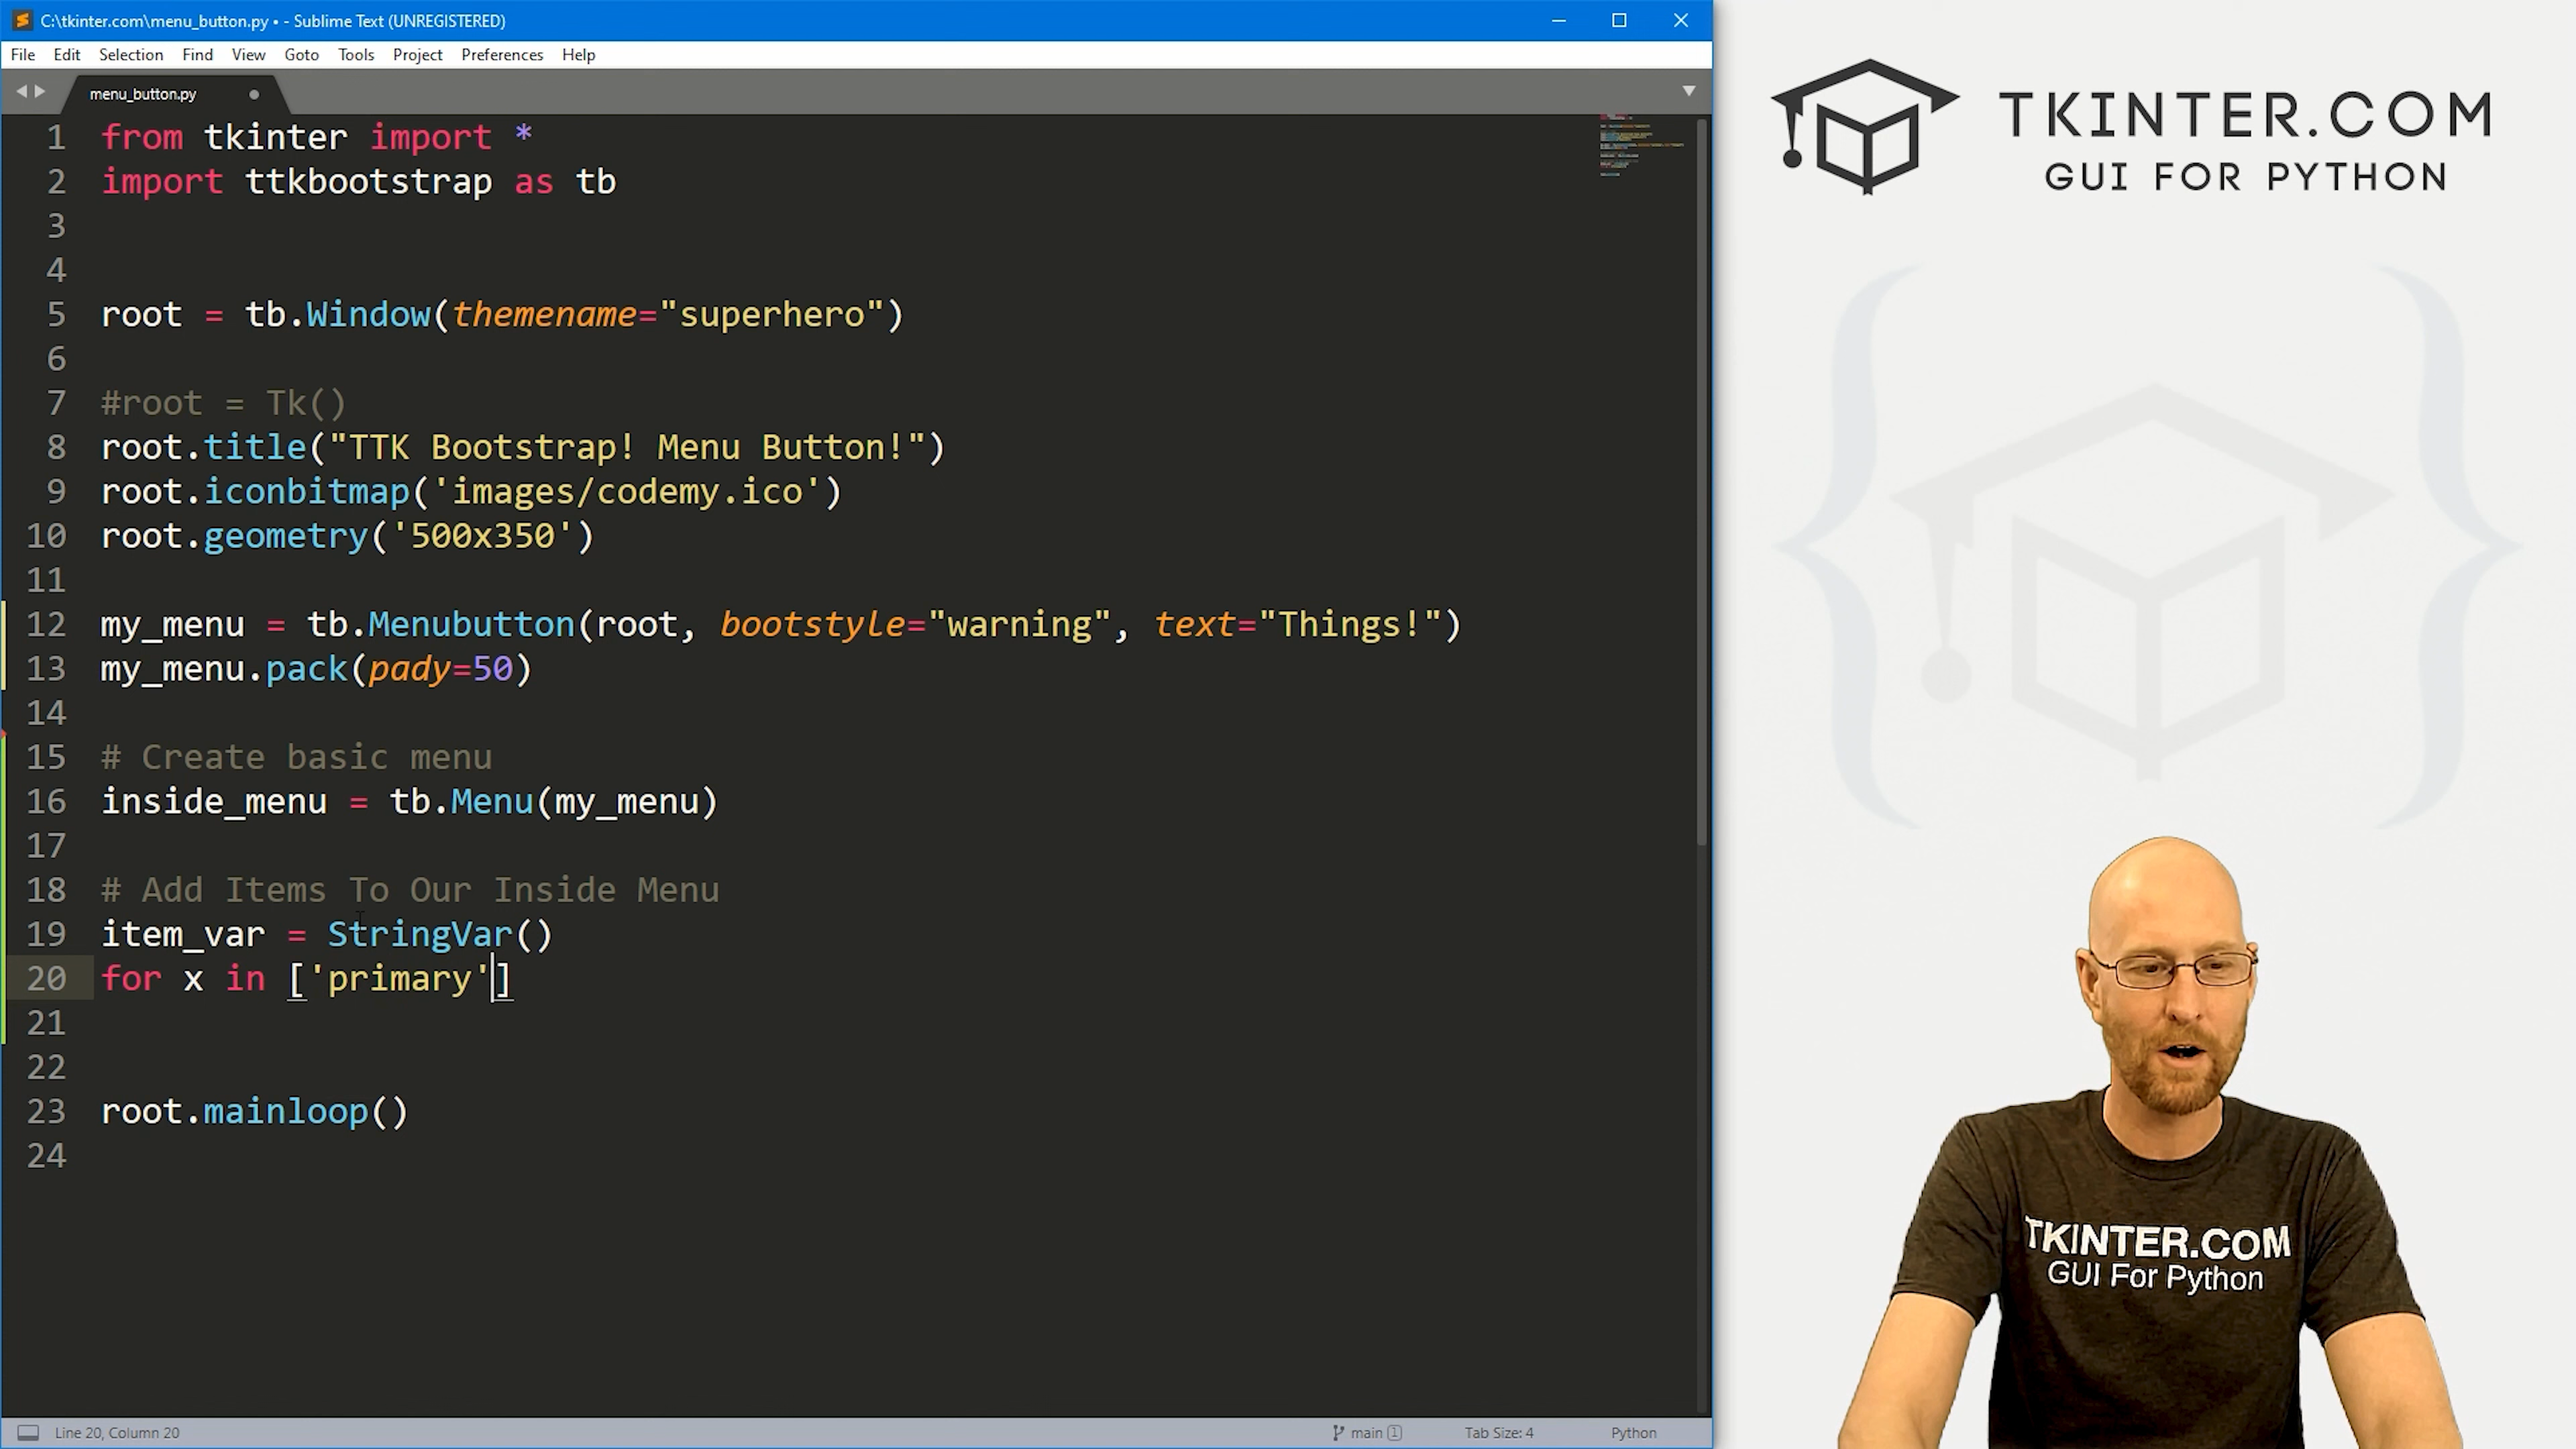 C:\tkinter.com\menu_button.py • - Sublime Text (UNREGISTERED)
File Edit Selection Find View Goto Tools Project Preferences Help
menu_button.py
1 from tkinter import *
2 import ttkbootstrap as tb
3
4
5 root = tb.Window(themename="superhero")
6
7 #root = Tk()
8 root.title("TTK Bootstrap! Menu Button!")
9 root.iconbitmap('images/codemy.ico')
10 root.geometry('500x350')
11
12 my_menu = tb.Menubutton(root, bootstyle="warning", text="Things!")
13 my_menu.pack(pady=50)
14
15 # Create basic menu
16 inside_menu = tb.Menu(my_menu)
17
18 # Add Items To Our Inside Menu
19 item_var = StringVar()
20 for x in ['primary']
21
22
23 root.mainloop()
24
Line 20, Column 20 main 1 Tab Size: 4 Python
TKINTER.COM
GUI FOR PYTHON
TKINTER.COM
GUI For Python